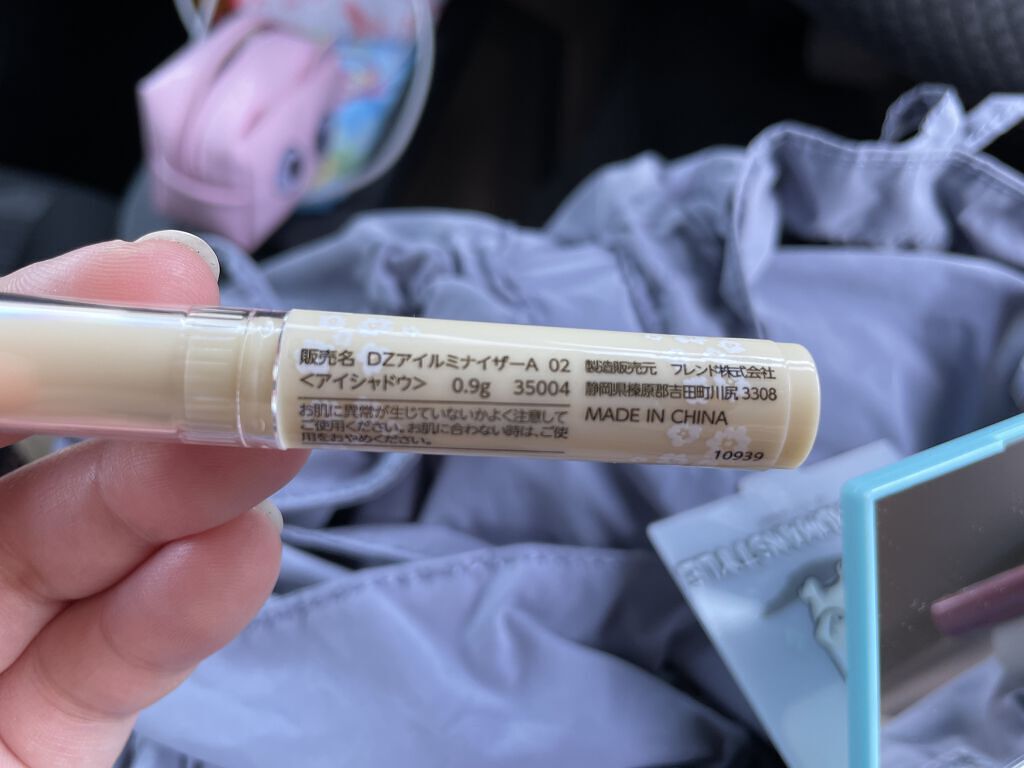 販売名 DZアイルミナイザーA 02
<アイシャドウ> 0.9g 35004
お肌に異常が生じていないかよく注意して
ご使用ください。お肌に合わない時は、ご使
用をおやめください。
製造販売元 フレンド株式会社
静岡県榛原郡吉田町川尻3308
MADE IN CHINA
10939